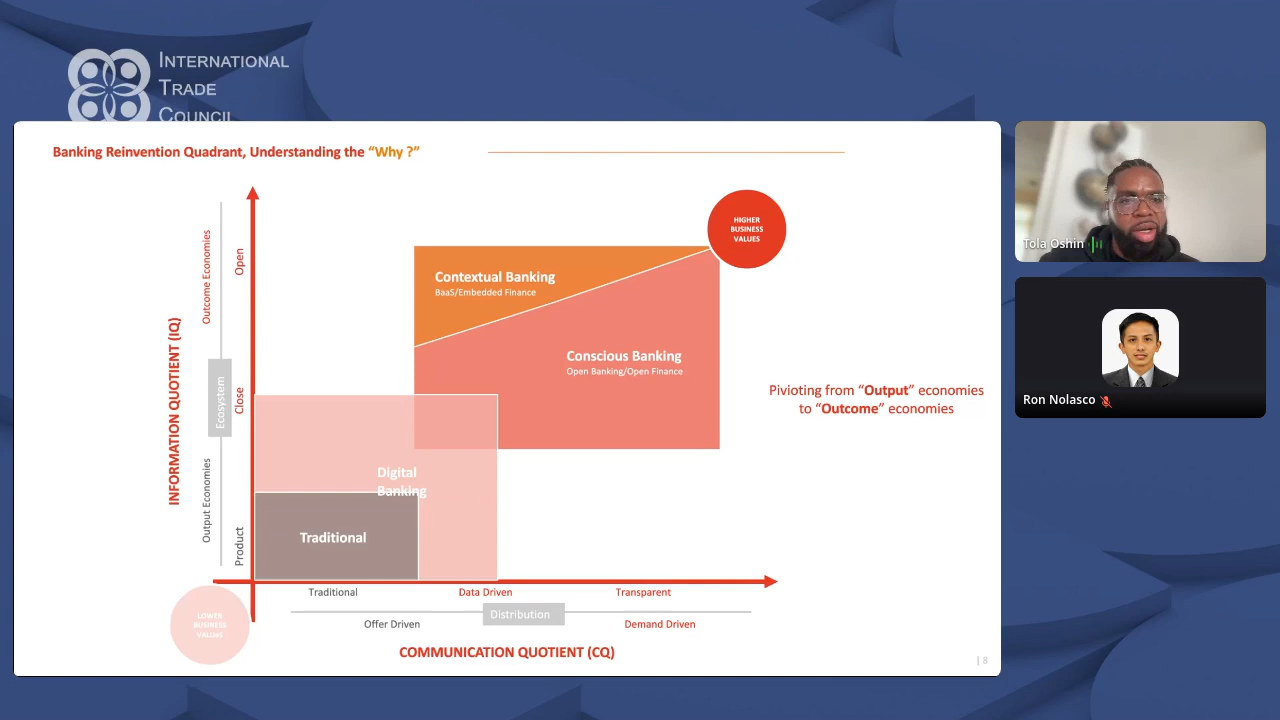 INTERNATIONAL
TRADE
COUNCIL
Banking Reinvention Quadrant, Understanding the “Why ?”
HIGHER
BUSINESS
VALUES
Outcome Economies
Open
Contextual Banking
BaaS/Embedded Finance
Conscious Banking
Open Banking/Open Finance
INFORMATION QUOTIENT (IQ)
Ecosystem
Close
Pivioting from “Output” economies
to “Outcome” economies
Digital
Banking
Output Economies
Product
Traditional
Traditional
Data Driven
Transparent
Distribution
Offer Driven
Demand Driven
LOWER
BUSINESS
VALUES
COMMUNICATION QUOTIENT (CQ)
| 8
Tola Oshin
Ron Nolasco